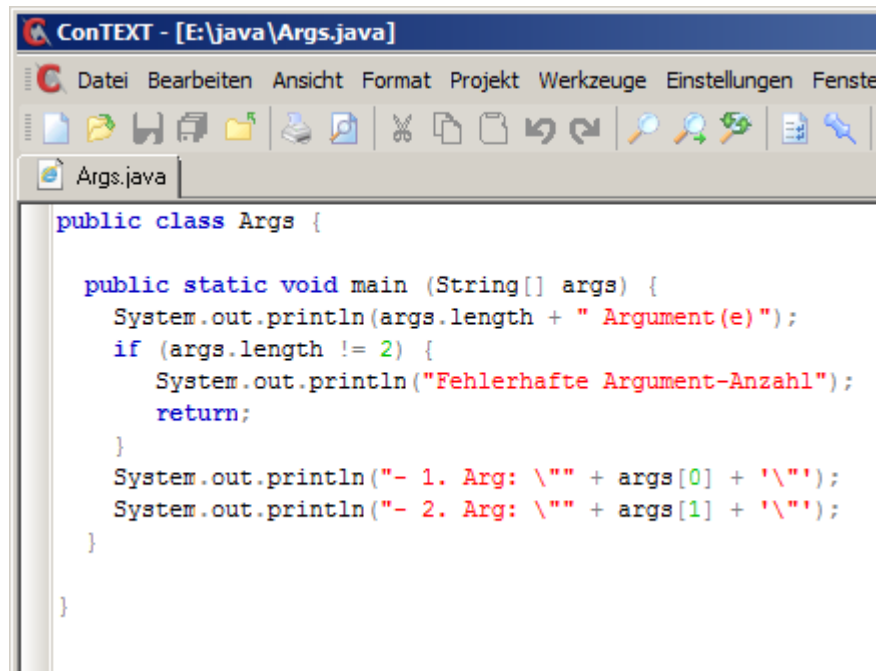 ConTEXT - [E:\java\Args.java]
Datei Bearbeiten Ansicht Format Projekt Werkzeuge Einstellungen Fenste
Args.java
public class Args {
public static void main (String[] args) {
System.out.println(args.length + " Argument(e)");
if (args.length != 2) {
System.out.println("Fehlerhafte Argument-Anzahl");
return;
}
System.out.println("- 1. Arg: \"" + args[0] + '\"');
System.out.println("- 2. Arg: \"" + args[1] + '\"');
}
}